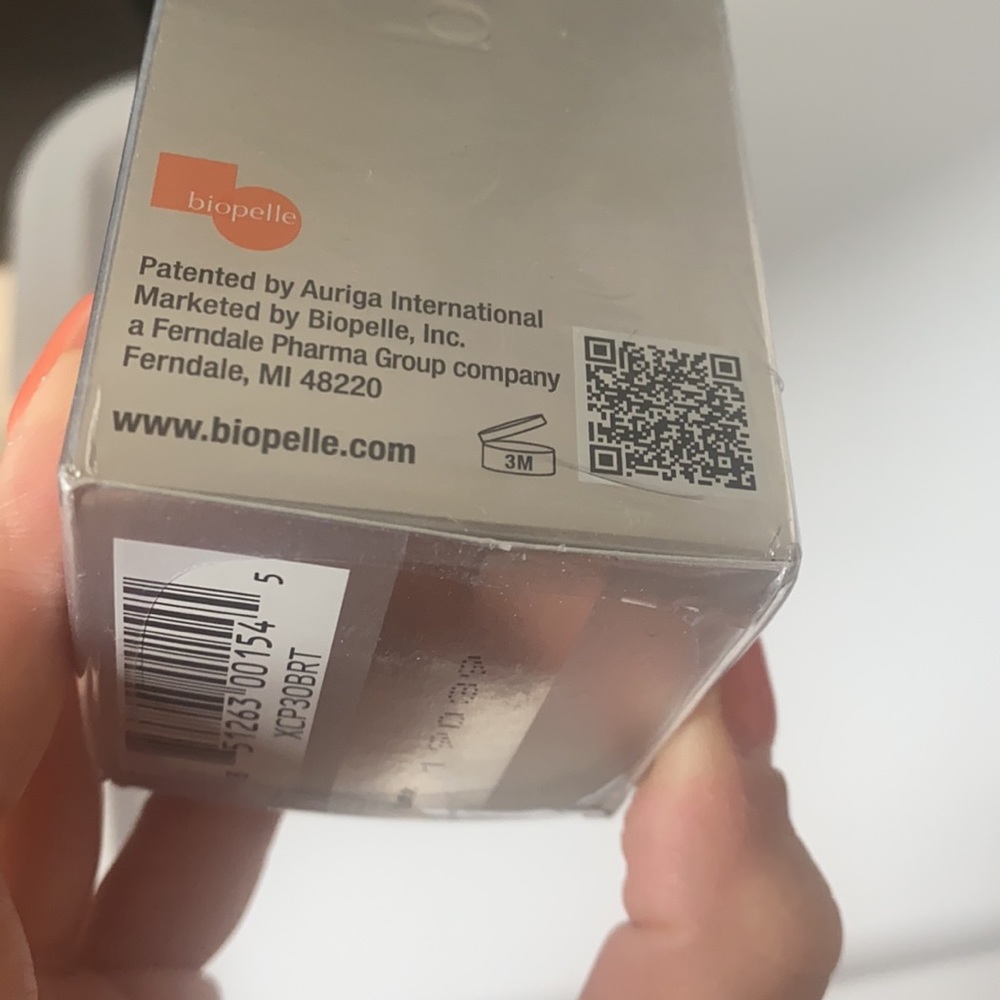 biopelle
Patented by Auriga International
Marketed by Biopelle, Inc.
a Ferndale Pharma Group company
Ferndale, MI 48220
www.biopelle.com
3M
51263 00154 5
XCP30BRT